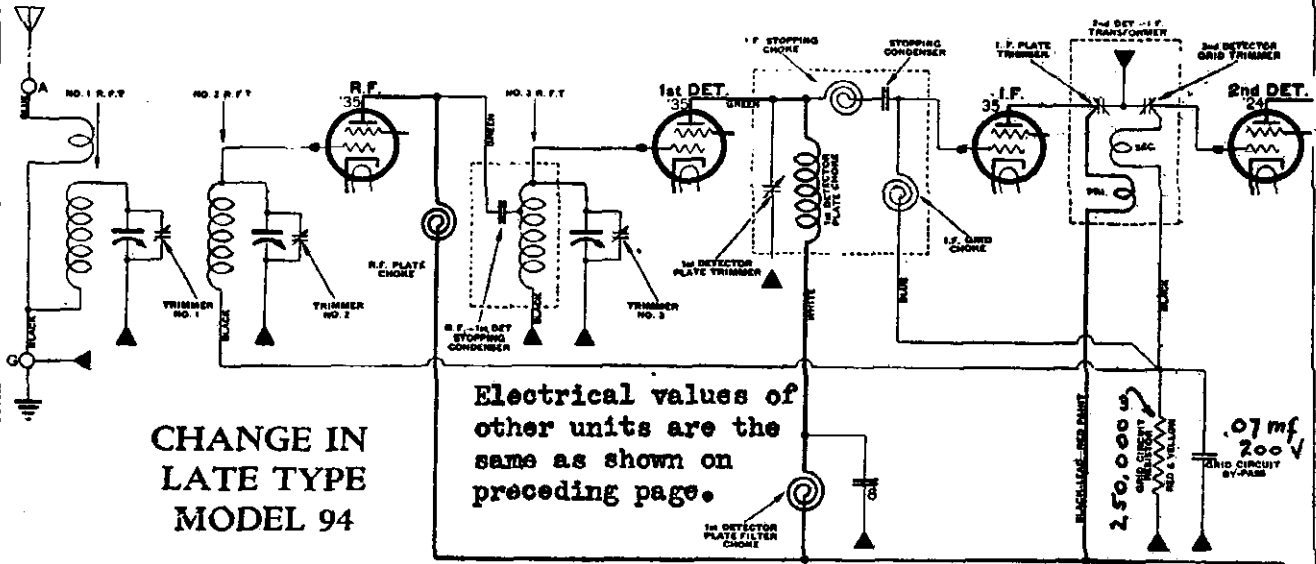 A
BLUE
NO. 1 R.F.T
BLACK
G
TRIMMER
NO. 1
NO. 2 R.F.T
BLACK
TRIMMER
NO. 2
R.F.
'35
R.F. PLATE
CHOKE
GREEN
NO. 3 R.F.T
R.F.-1st DET
STOPPING
CONDENSER
BLACK
TRIMMER
NO. 3
1st DET.
'35
GREEN
I.F. STOPPING
CHOKE
STOPPING
CONDENSER
1st DETECTOR
PLATE CHOKE
1st DETECTOR
PLATE TRIMMER
WHITE
I.F. GRID
CHOKE
BLUE
I.F.
35
I.F. PLATE
TRIMMER
2nd DET.-I.F.
TRANSFORMER
2nd DETECTOR
GRID TRIMMER
SEC.
PRI.
2nd DET.
'24
BLACK
BLACK LEAD-RED PAINT
250,000 ω
GRID CIRCUIT
RESISTOR
RED & YELLOW
.07 mf
200 V
GRID CIRCUIT
BY-PASS
1st DETECTOR
PLATE FILTER
CHOKE
CHANGE IN
LATE TYPE
MODEL 94
Electrical values of
other units are the
same as shown on
preceding page.